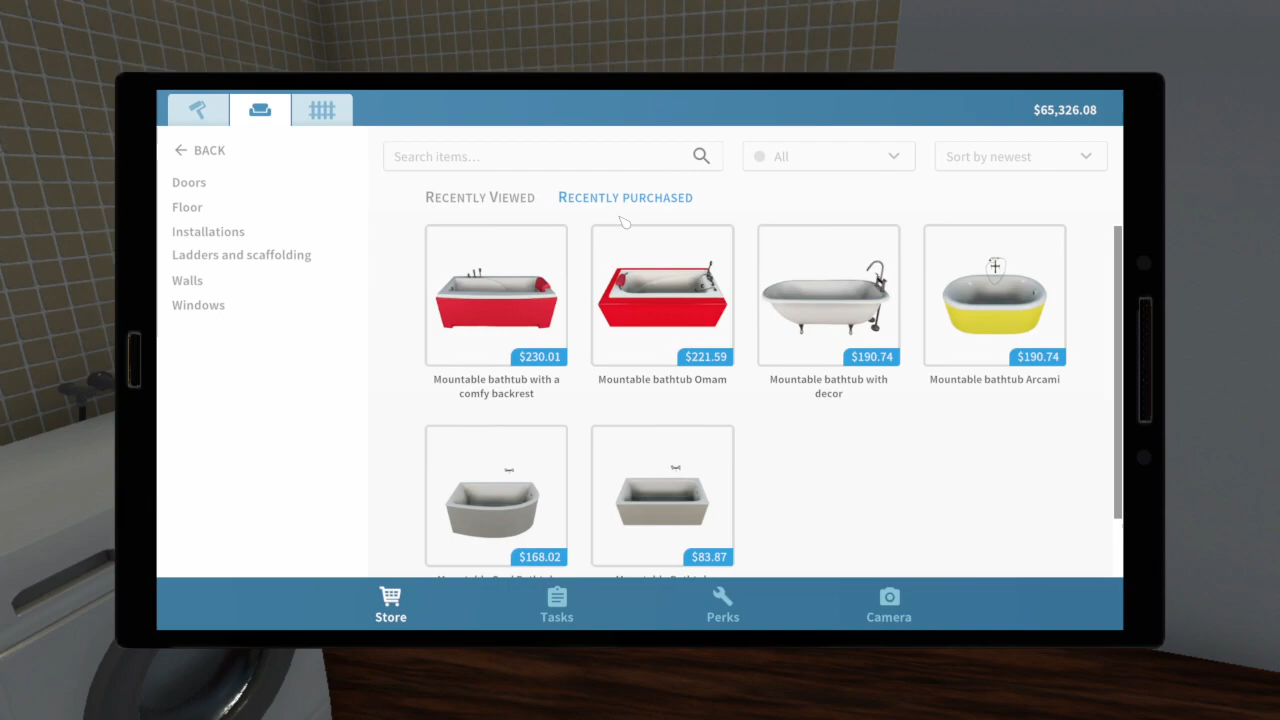 $65,326.08
BACK
Doors
Floor
Installations
Ladders and scaffolding
Walls
Windows
Search items...
All
Sort by newest
RECENTLY VIEWED
RECENTLY PURCHASED
$230.01
Mountable bathtub with a
comfy backrest
$221.59
Mountable bathtub Omam
$190.74
Mountable bathtub with
decor
$190.74
Mountable bathtub Arcami
$168.02
$83.87
Store
Tasks
Perks
Camera